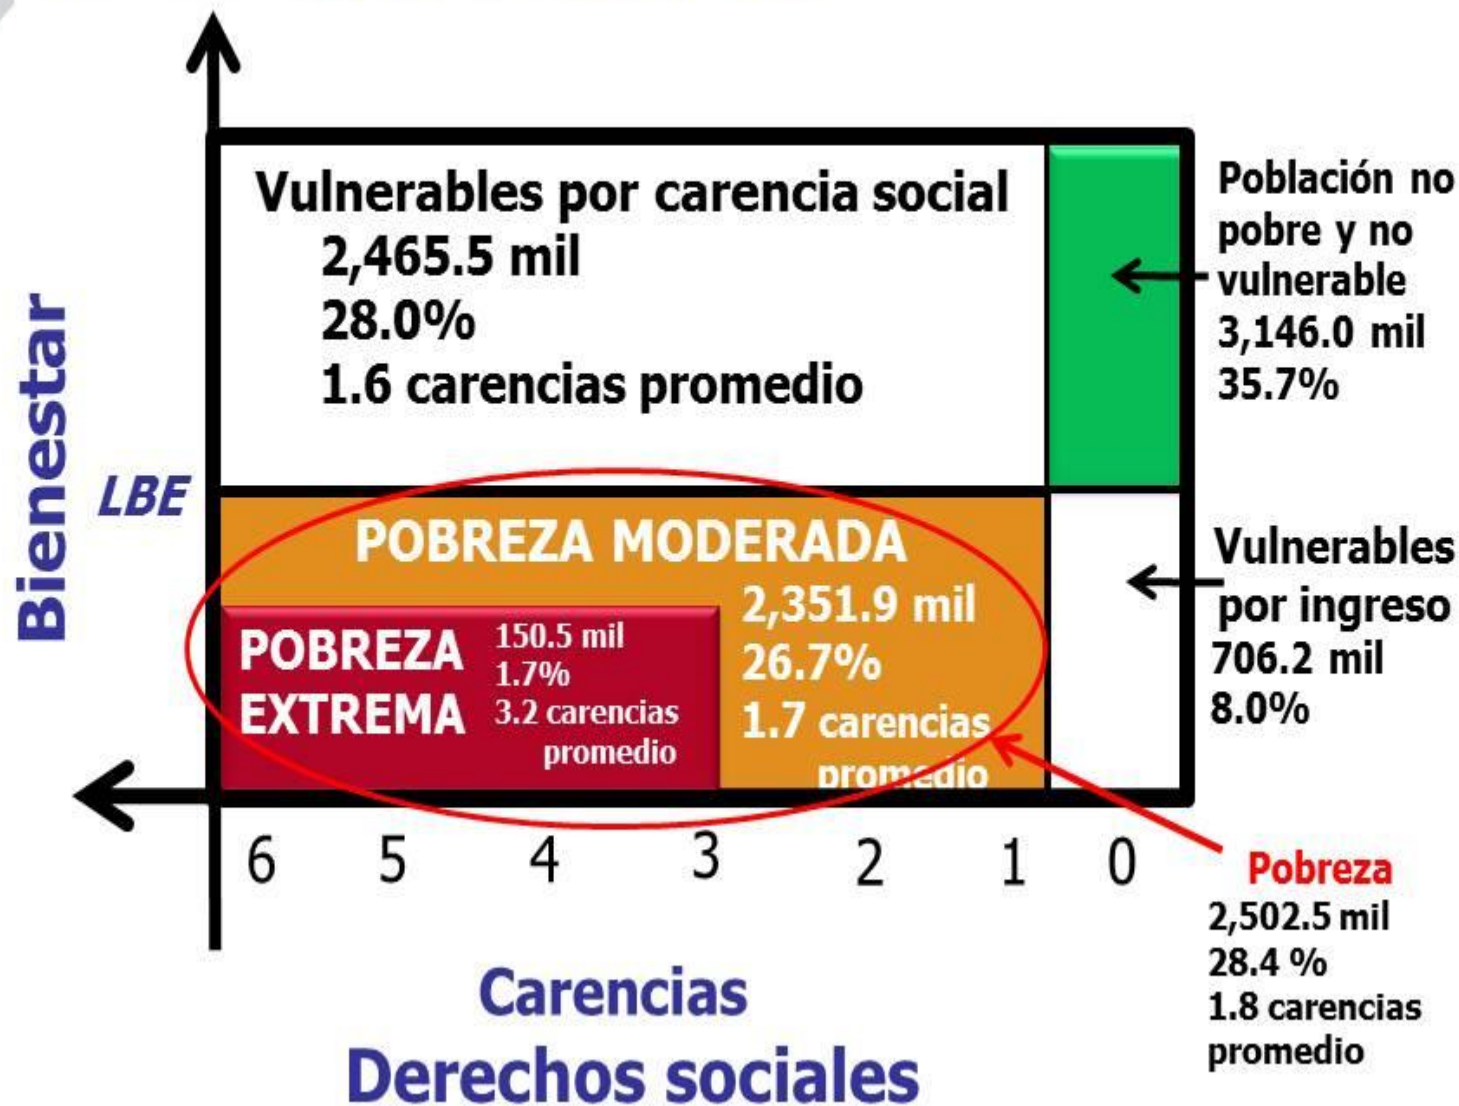 Vulnerables por carencia social
2,465.5 mil
28.0%
1.6 carencias promedio
Población no
pobre y no
vulnerable
3,146.0 mil
35.7%
Bienestar
LBE
POBREZA MODERADA
2,351.9 mil
26.7%
1.7 carencias
promedio
POBREZA
EXTREMA
150.5 mil
1.7%
3.2 carencias
promedio
Vulnerables
por ingreso
706.2 mil
8.0%
6 5 4 3 2 1 0
Pobreza
2,502.5 mil
28.4 %
1.8 carencias
promedio
Carencias
Derechos sociales